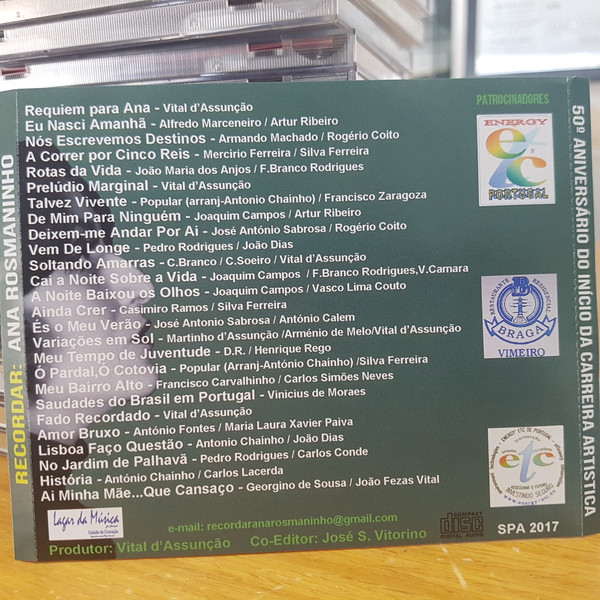 Requiem para Ana - Vital d'Assunção
Eu Nasci Amanhã - Alfredo Marceneiro / Artur Ribeiro
Nós Escrevemos Destinos - Armando Machado / Rogério Coito
A Correr por Cinco Reis - Mercirio Ferreira / Silva Ferreira
Rotas da Vida - João Maria dos Anjos / F.Branco Rodrigues
Prelúdio Marginal - Vital d'Assunção
Talvez Vivente - Popular (arranj-Antonio Chainho) / Francisco Zaragoza
De Mim Para Ninguém - Joaquim Campos / Artur Ribeiro
Deixem-me Andar Por Ai - José António Sabrosa / Rogério Coito
Vem De Longe - Pedro Rodrigues / João Dias
Soltando Amarras - C.Branco / C.Soeiro / Vital d'Assunção
Cai a Noite Sobre a Vida - Joaquim Campos / F.Branco Rodrigues,V.Camara
A Noite Baixou os Olhos - Joaquim Campos / Vasco Lima Couto
Ainda Crer - Casimiro Ramos / Silva Ferreira
És o Meu Verão - José Antonio Sabrosa / António Calem
Variações em Sol - Martinho d'Assunção /Arménio de Melo/Vital d'Assunção
Meu Tempo de Juventude - D.R. / Henrique Rego
Ó Pardal,Ó Cotovia - Popular (Arranj-António Chainho) /Silva Ferreira
Meu Bairro Alto - Francisco Carvalhinho / Carlos Simões Neves
Saudades do Brasil em Portugal - Vinicius de Moraes
Fado Recordado - Vital d'Assunção
Amor Bruxo - António Fontes / Maria Laura Xavier Paiva
Lisboa Faço Questão - Antonio Chainho / João Dias
No Jardim de Palhavã - Pedro Rodrigues / Carlos Conde
História - António Chainho / Carlos Lacerda
Ai Minha Mãe...Que Cansaço - Georgino de Sousa / João Fezas Vital
PATROCINADORES
ENERGY
etc
PORTUGAL
RESTAURANTE RESIDENCIAL
BRAGA
VIMEIRO
etc
INVESTINDO SEGURO
Lagar da Música
e-mail: recordaranarosmaninho@gmail.com
COMPACT
disc
DIGITAL AUDIO
SPA 2017
Produtor: Vital d'Assunção Co-Editor: José S. Vitorino
RECORDAR: ANA ROSMANINHO
50º ANIVERSÁRIO DO INÍCIO DA CARREIRA ARTISTICA